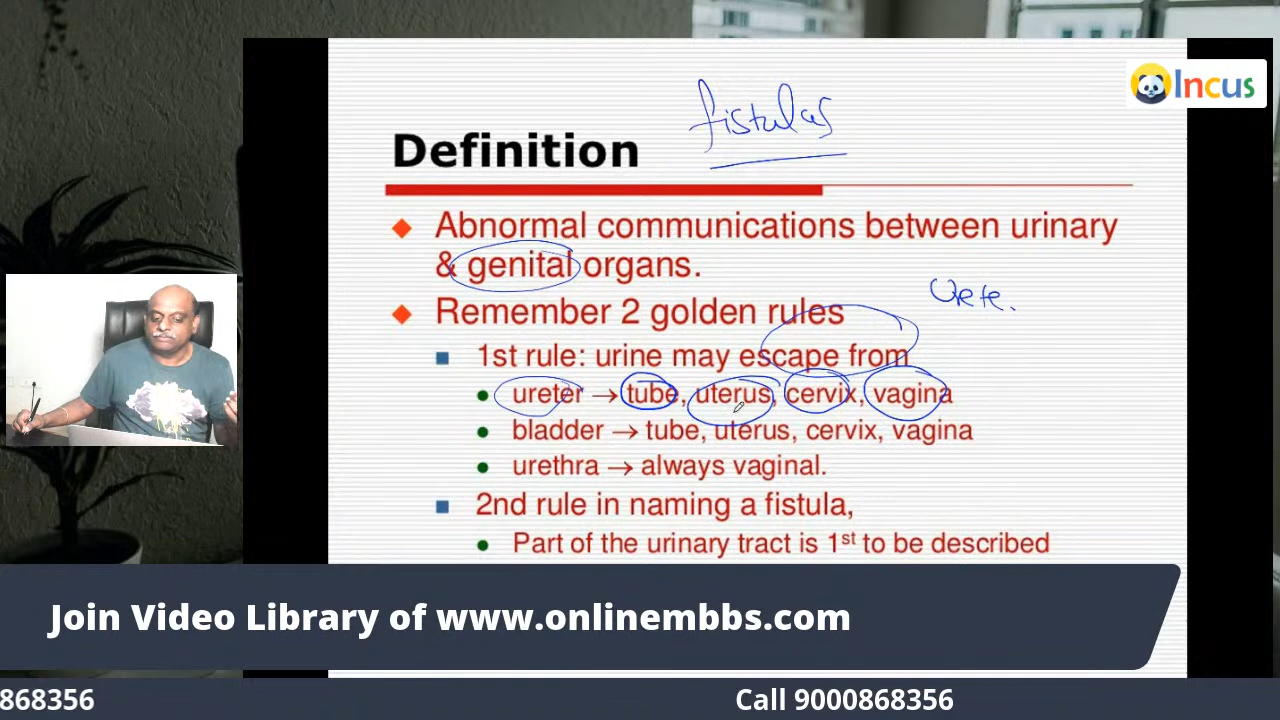 Incus
fistulas
Definition
Abnormal communications between urinary
& genital organs.
Urete.
Remember 2 golden rules
1st rule: urine may escape from
ureter → tube, uterus, cervix, vagina
bladder → tube, uterus, cervix, vagina
urethra → always vaginal.
2nd rule in naming a fistula,
Part of the urinary tract is 1st to be described
Join Video Library of www.onlinembbs.com
868356
Call 9000868356